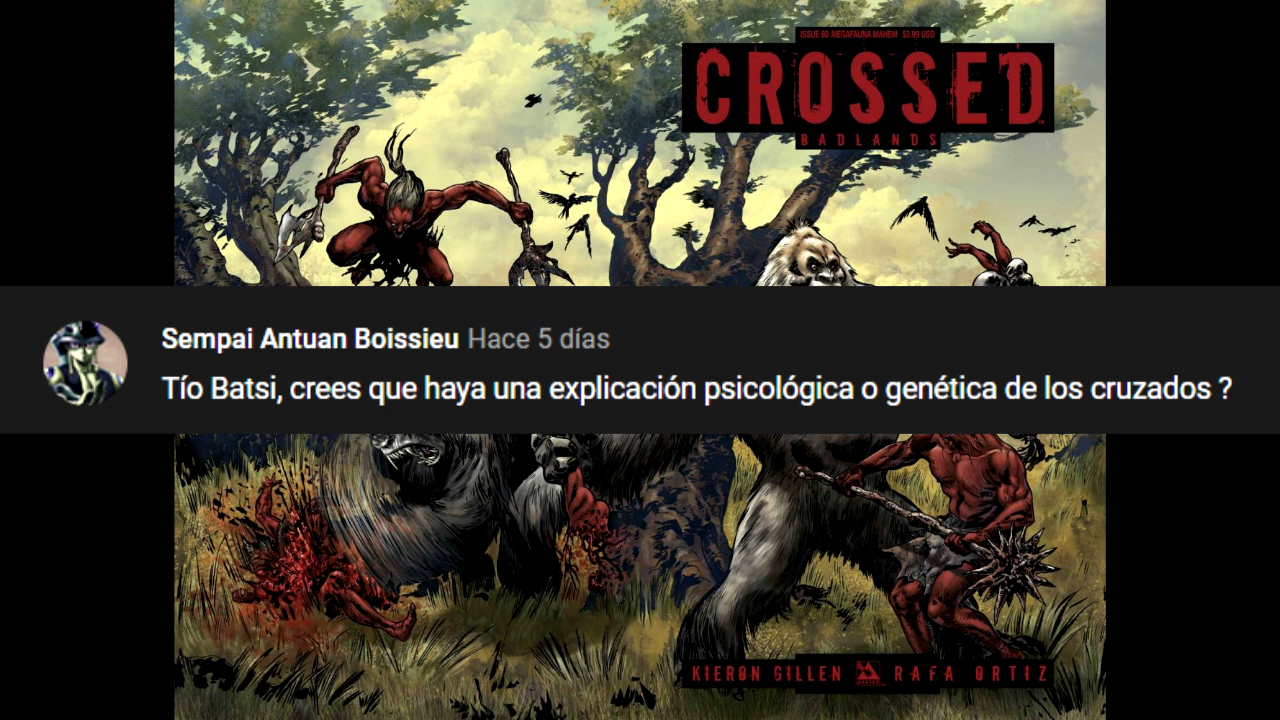 ISSUE 80 MEGAFAUNA MAHEM $3.99 USD
CROSSED
BADLANDS
Sempai Antuan Boissieu Hace 5 días
Tío Batsi, crees que haya una explicación psicológica o genética de los cruzados ?
KIERON GILLEN RAFA ORTIZ